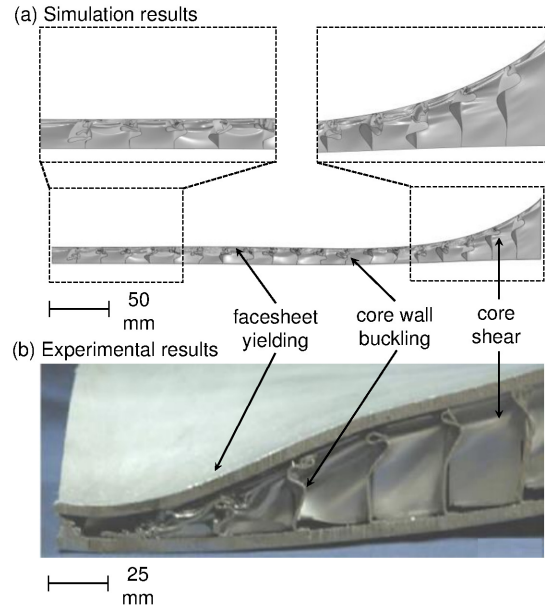 (a) Simulation results
50
mm
facesheet
yielding
core wall
buckling
core
shear
(b) Experimental results
25
mm